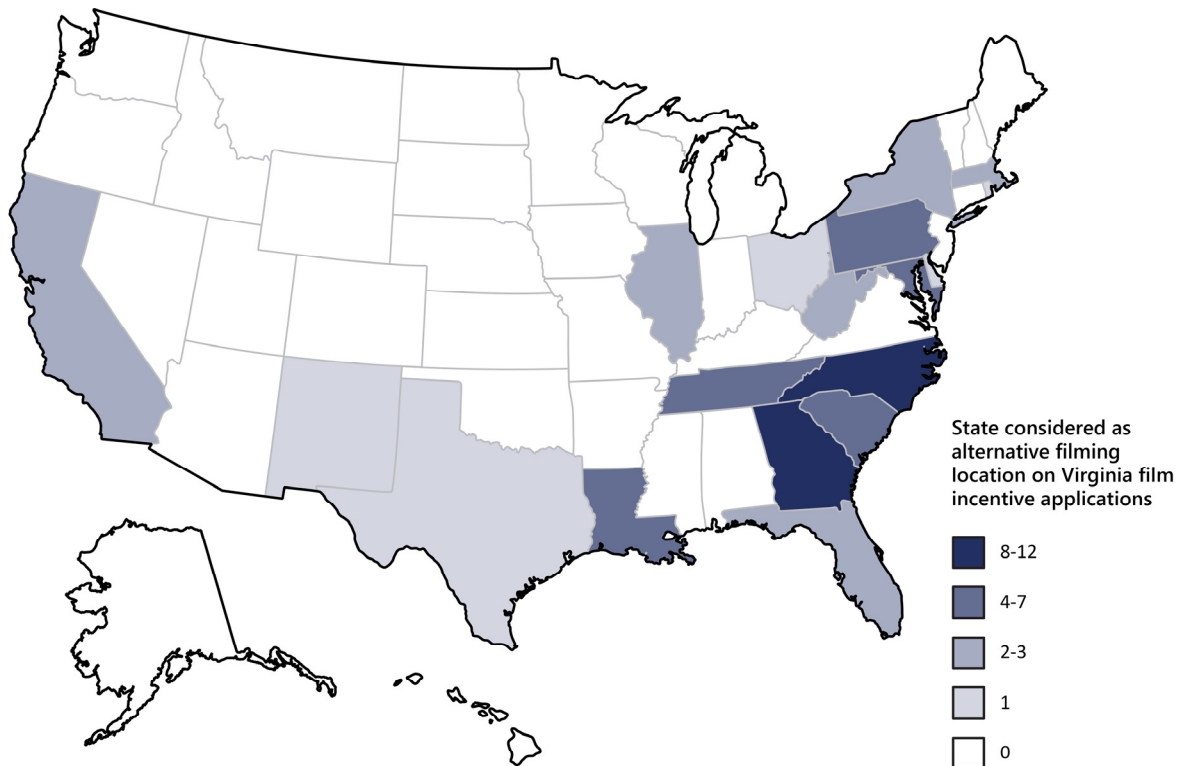 State considered as
alternative filming
location on Virginia film
incentive applications
8-12
4-7
2-3
1
0